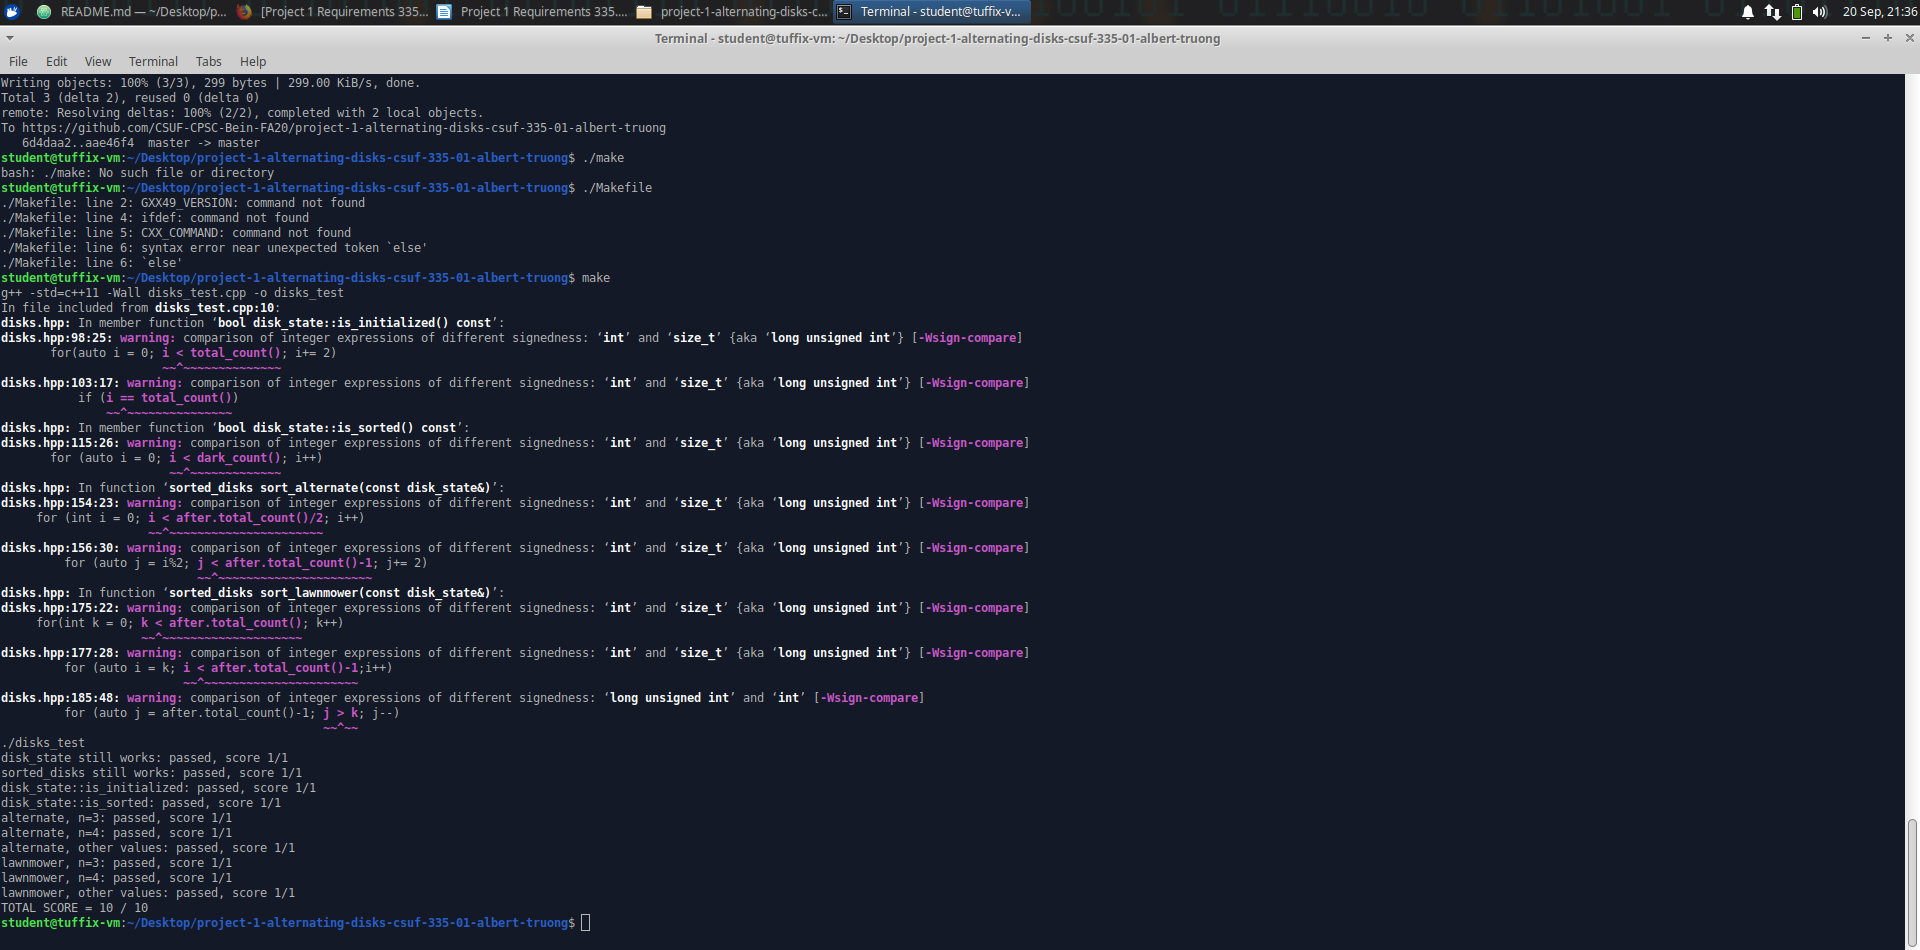 README.md — ~/Desktop/p... [Project 1 Requirements 335... Project 1 Requirements 335.... project-1-alternating-disks-c... Terminal - student@tuffix-v... 20 Sep, 21:36
Terminal - student@tuffix-vm: ~/Desktop/project-1-alternating-disks-csuf-335-01-albert-truong
File Edit View Terminal Tabs Help
Writing objects: 100% (3/3), 299 bytes | 299.00 KiB/s, done.
Total 3 (delta 2), reused 0 (delta 0)
remote: Resolving deltas: 100% (2/2), completed with 2 local objects.
To https://github.com/CSUF-CPSC-Bein-FA20/project-1-alternating-disks-csuf-335-01-albert-truong
   6d4daa2..aae46f4  master -> master
student@tuffix-vm:~/Desktop/project-1-alternating-disks-csuf-335-01-albert-truong$ ./make
bash: ./make: No such file or directory
student@tuffix-vm:~/Desktop/project-1-alternating-disks-csuf-335-01-albert-truong$ ./Makefile
./Makefile: line 2: GXX49_VERSION: command not found
./Makefile: line 4: ifdef: command not found
./Makefile: line 5: CXX_COMMAND: command not found
./Makefile: line 6: syntax error near unexpected token `else'
./Makefile: line 6: `else'
student@tuffix-vm:~/Desktop/project-1-alternating-disks-csuf-335-01-albert-truong$ make
g++ -std=c++11 -Wall disks_test.cpp -o disks_test
In file included from disks_test.cpp:10:
disks.hpp: In member function ‘bool disk_state::is_initialized() const’:
disks.hpp:98:25: warning: comparison of integer expressions of different signedness: ‘int’ and ‘size_t’ {aka ‘long unsigned int’} [-Wsign-compare]
       for(auto i = 0; i < total_count(); i+= 2)
                       ~~^~~~~~~~~~~~~~~
disks.hpp:103:17: warning: comparison of integer expressions of different signedness: ‘int’ and ‘size_t’ {aka ‘long unsigned int’} [-Wsign-compare]
           if (i == total_count())
               ~~^~~~~~~~~~~~~~~~
disks.hpp: In member function ‘bool disk_state::is_sorted() const’:
disks.hpp:115:26: warning: comparison of integer expressions of different signedness: ‘int’ and ‘size_t’ {aka ‘long unsigned int’} [-Wsign-compare]
       for (auto i = 0; i < dark_count(); i++)
                        ~~^~~~~~~~~~~~~~
disks.hpp: In function ‘sorted_disks sort_alternate(const disk_state&)’:
disks.hpp:154:23: warning: comparison of integer expressions of different signedness: ‘int’ and ‘size_t’ {aka ‘long unsigned int’} [-Wsign-compare]
     for (int i = 0; i < after.total_count()/2; i++)
                     ~~^~~~~~~~~~~~~~~~~~~~~~~
disks.hpp:156:30: warning: comparison of integer expressions of different signedness: ‘int’ and ‘size_t’ {aka ‘long unsigned int’} [-Wsign-compare]
         for (auto j = i%2; j < after.total_count()-1; j+= 2)
                            ~~^~~~~~~~~~~~~~~~~~~~~~~
disks.hpp: In function ‘sorted_disks sort_lawnmower(const disk_state&)’:
disks.hpp:175:22: warning: comparison of integer expressions of different signedness: ‘int’ and ‘size_t’ {aka ‘long unsigned int’} [-Wsign-compare]
     for(int k = 0; k < after.total_count(); k++)
                    ~~^~~~~~~~~~~~~~~~~~~~~
disks.hpp:177:28: warning: comparison of integer expressions of different signedness: ‘int’ and ‘size_t’ {aka ‘long unsigned int’} [-Wsign-compare]
         for (auto i = k; i < after.total_count()-1;i++)
                          ~~^~~~~~~~~~~~~~~~~~~~~~~
disks.hpp:185:48: warning: comparison of integer expressions of different signedness: ‘long unsigned int’ and ‘int’ [-Wsign-compare]
         for (auto j = after.total_count()-1; j > k; j--)
                                              ~~^~~
./disks_test
disk_state still works: passed, score 1/1
sorted_disks still works: passed, score 1/1
disk_state::is_initialized: passed, score 1/1
disk_state::is_sorted: passed, score 1/1
alternate, n=3: passed, score 1/1
alternate, n=4: passed, score 1/1
alternate, other values: passed, score 1/1
lawnmower, n=3: passed, score 1/1
lawnmower, n=4: passed, score 1/1
lawnmower, other values: passed, score 1/1
TOTAL SCORE = 10 / 10
student@tuffix-vm:~/Desktop/project-1-alternating-disks-csuf-335-01-albert-truong$